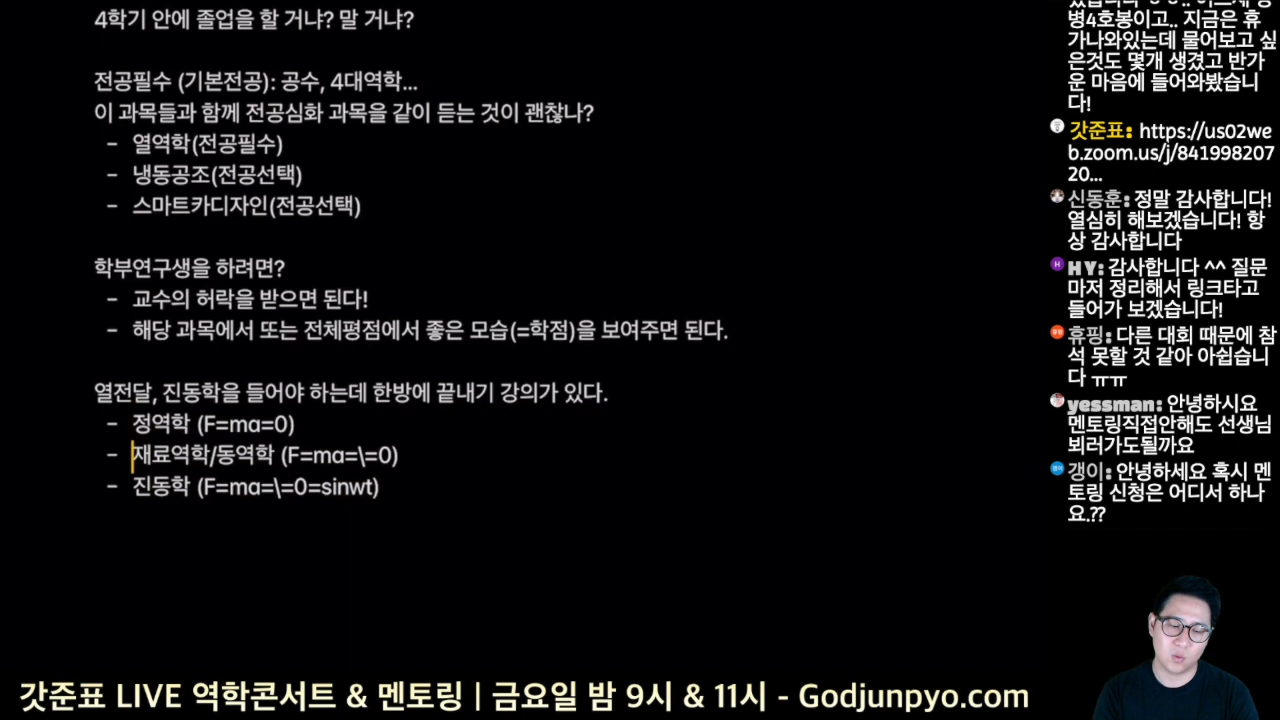 4학기 안에 졸업을 할 거냐? 말 거냐?
전공필수 (기본전공): 공수, 4대역학...
이 과목들과 함께 전공심화 과목을 같이 듣는 것이 괜찮나?
- 열역학(전공필수)
- 냉동공조(전공선택)
- 스마트카디자인(전공선택)
학부연구생을 하려면?
- 교수의 허락을 받으면 된다!
- 해당 과목에서 또는 전체평점에서 좋은 모습(=학점)을 보여주면 된다.
열전달, 진동학을 들어야 하는데 한방에 끝내기 강의가 있다.
- 정역학 (F=ma=0)
- 재료역학/동역학 (F=ma=\=0)
- 진동학 (F=ma=\=0=sinwt)
병4호봉이고.. 지금은 휴
가나와있는데 물어보고 싶
은것도 몇개 생겼고 반가
운 마음에 들어와봤습니
다!
갓준표: https://us02we
b.zoom.us/j/841998207
20...
신동훈: 정말 감사합니다!
열심히 해보겠습니다! 항
상 감사합니다
H Y: 감사합니다 ^^ 질문
마저 정리해서 링크타고
들어가 보겠습니다!
휴핑: 다른 대회 때문에 참
석 못할 것 같아 아쉽습니
다 ㅠㅠ
yessman: 안녕하시요
멘토링직접안해도 선생님
뵈러가도될까요
갱이: 안녕하세요 혹시 멘
토링 신청은 어디서 하나
요.??
갓준표 LIVE 역학콘서트 & 멘토링 | 금요일 밤 9시 & 11시 - Godjunpyo.com